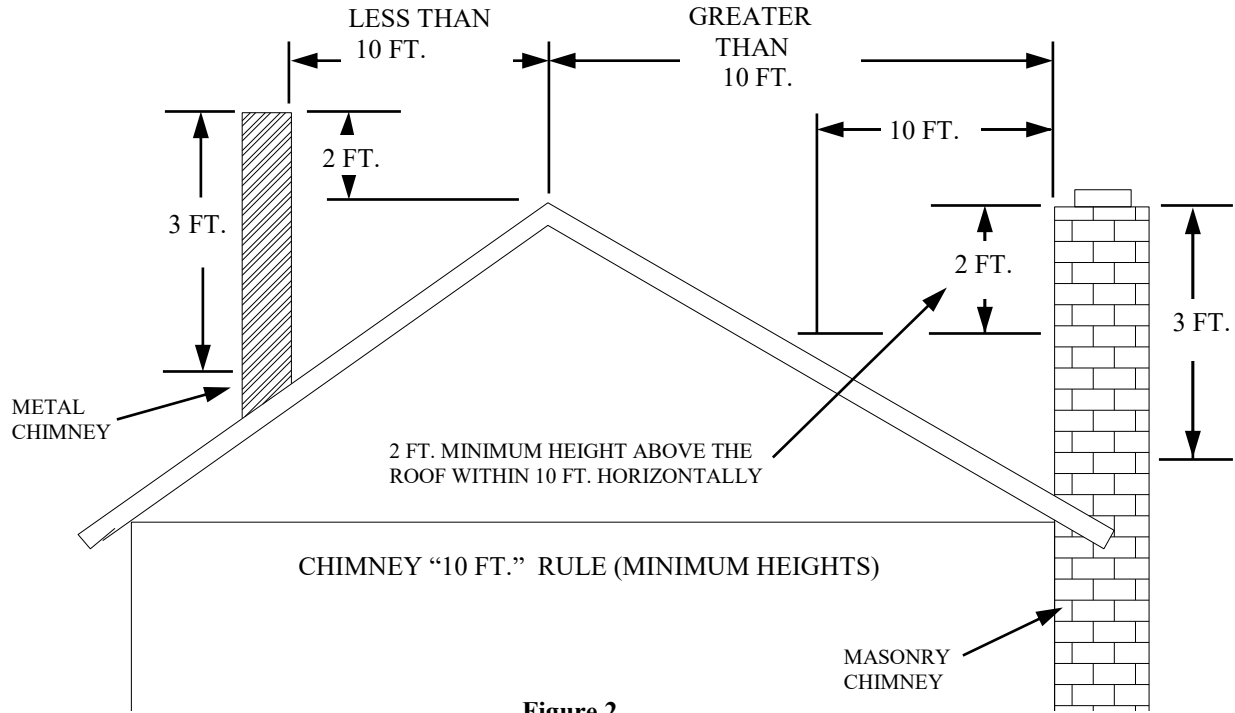 LESS THAN
10 FT.
GREATER
THAN
10 FT.
10 FT.
2 FT.
3 FT.
2 FT.
3 FT.
METAL
CHIMNEY
2 FT. MINIMUM HEIGHT ABOVE THE
ROOF WITHIN 10 FT. HORIZONTALLY
CHIMNEY “10 FT.” RULE (MINIMUM HEIGHTS)
MASONRY
CHIMNEY
Figure 2